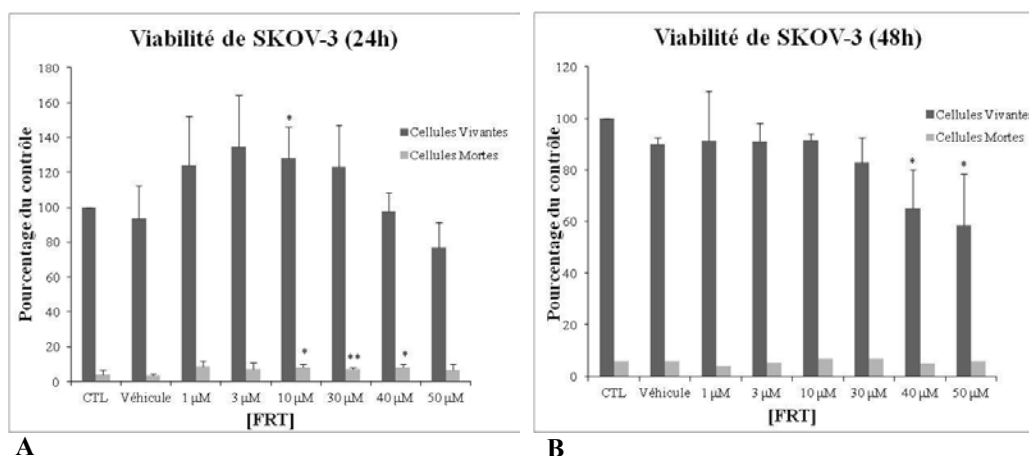 Viabilité de SKOV-3 (24h)
Pourcentage du contrôle
180
160
140
120
100
80
60
40
20
0
*
*
**
*
Cellules Vivantes
Cellules Mortes
CTL Véhicule 1 µM 3 µM 10 µM 30 µM 40 µM 50 µM
[FRT]
A
Viabilité de SKOV-3 (48h)
Pourcentage du contrôle
120
100
80
60
40
20
0
*
*
Cellules Vivantes
Cellules Mortes
CTL Véhicule 1 µM 3 µM 10 µM 30 µM 40 µM 50 µM
[FRT]
B